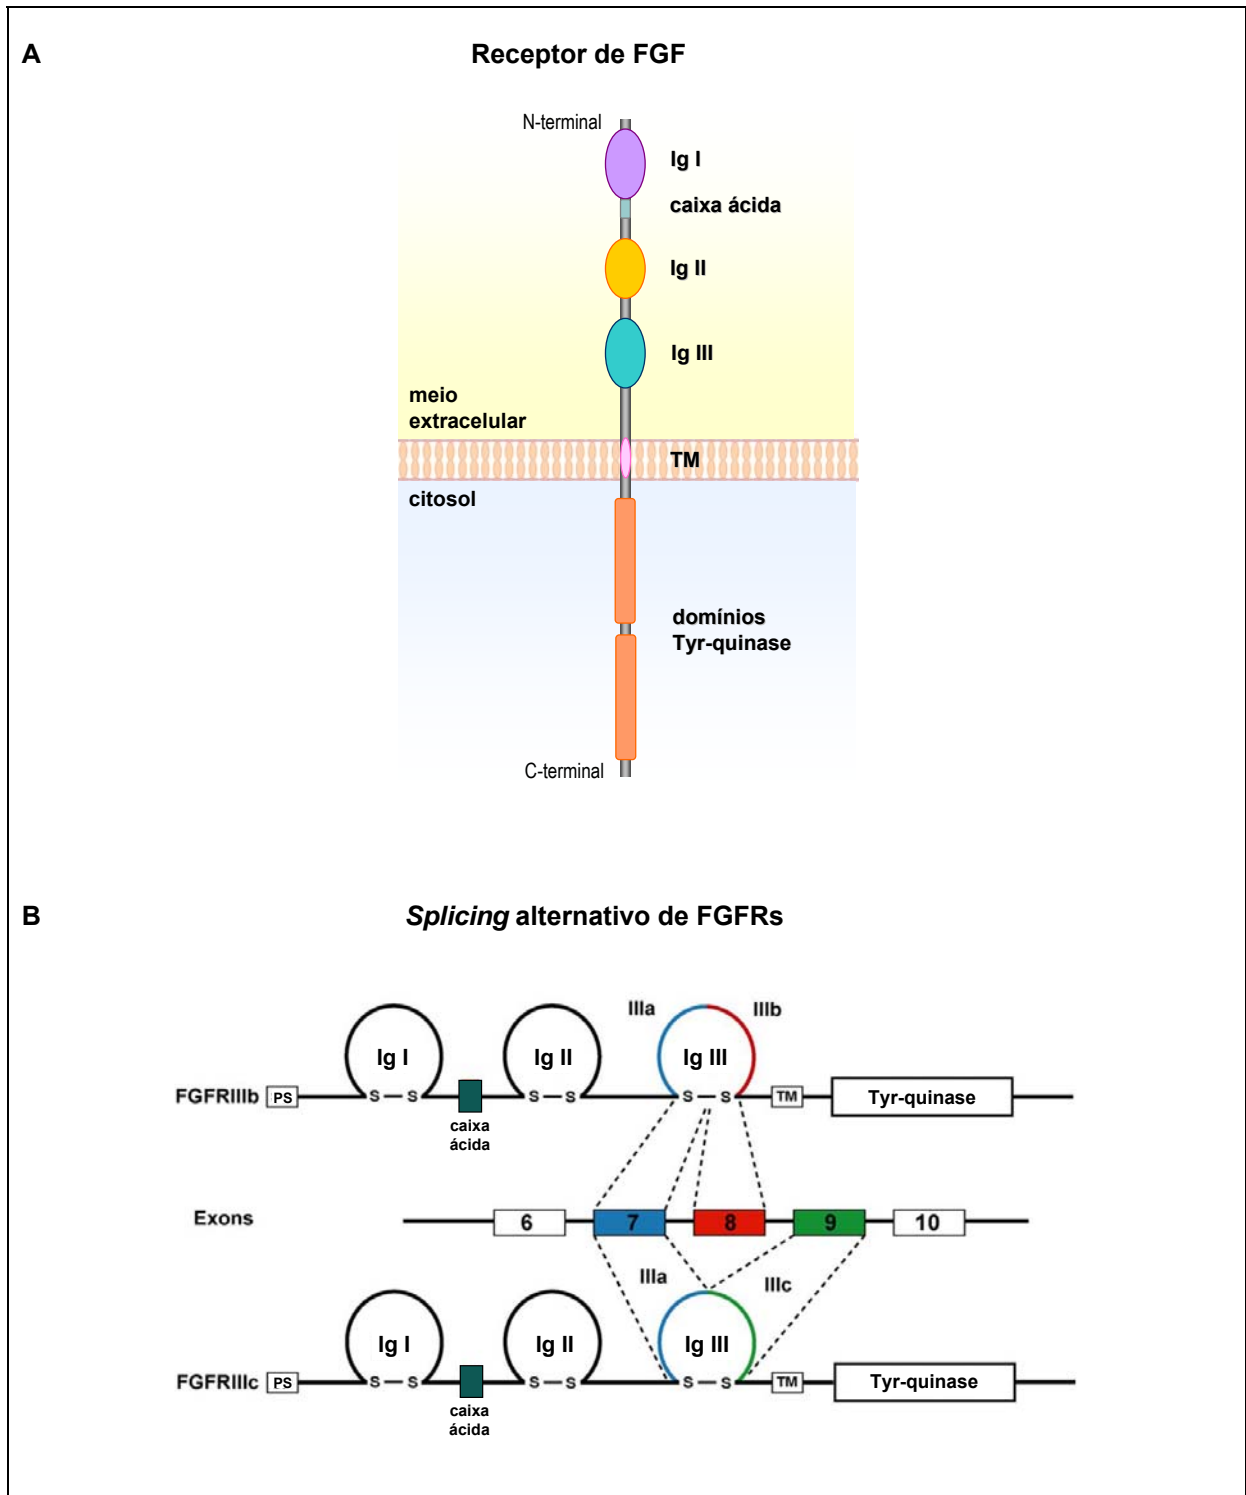 A
Receptor de FGF
N-terminal
Ig I
caixa ácida
Ig II
Ig III
meio
extracelular
TM
citosol
domínios
Tyr-quinase
C-terminal
B
Splicing alternativo de FGFRs
IIIa
IIIb
Ig I
Ig II
Ig III
FGFRIIIb
PS
S — S
S — S
S — S
TM
Tyr-quinase
caixa
ácida
Exons
6
7
8
9
10
IIIa
IIIc
Ig I
Ig II
Ig III
FGFRIIIc
PS
S — S
S — S
S — S
TM
Tyr-quinase
caixa
ácida